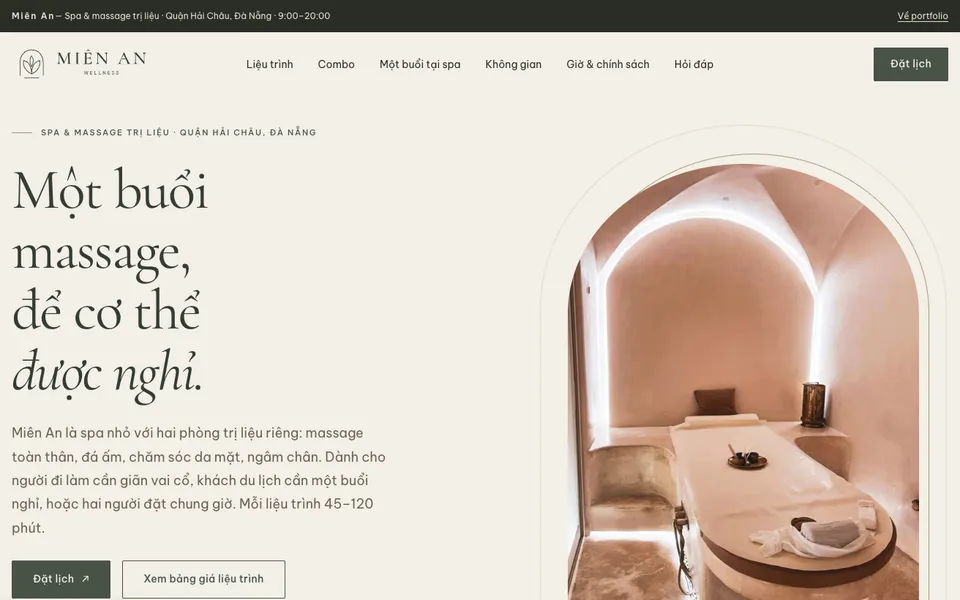 Miên An — Spa & massage trị liệu · Quận Hải Châu, Đà Nẵng · 9:00–20:00
Về portfolio
MIÊN AN
WELLNESS
Liệu trình
Combo
Một buổi tại spa
Không gian
Giờ & chính sách
Hỏi đáp
Đặt lịch
SPA & MASSAGE TRỊ LIỆU · QUẬN HẢI CHÂU, ĐÀ NẴNG
Một buổi
massage,
để cơ thể
được nghỉ.
Miên An là spa nhỏ với hai phòng trị liệu riêng: massage
toàn thân, đá ấm, chăm sóc da mặt, ngâm chân. Dành cho
người đi làm cần giãn vai cổ, khách du lịch cần một buổi
nghỉ, hoặc hai người đặt chung giờ. Mỗi liệu trình 45–120
phút.
Đặt lịch ↗
Xem bảng giá liệu trình